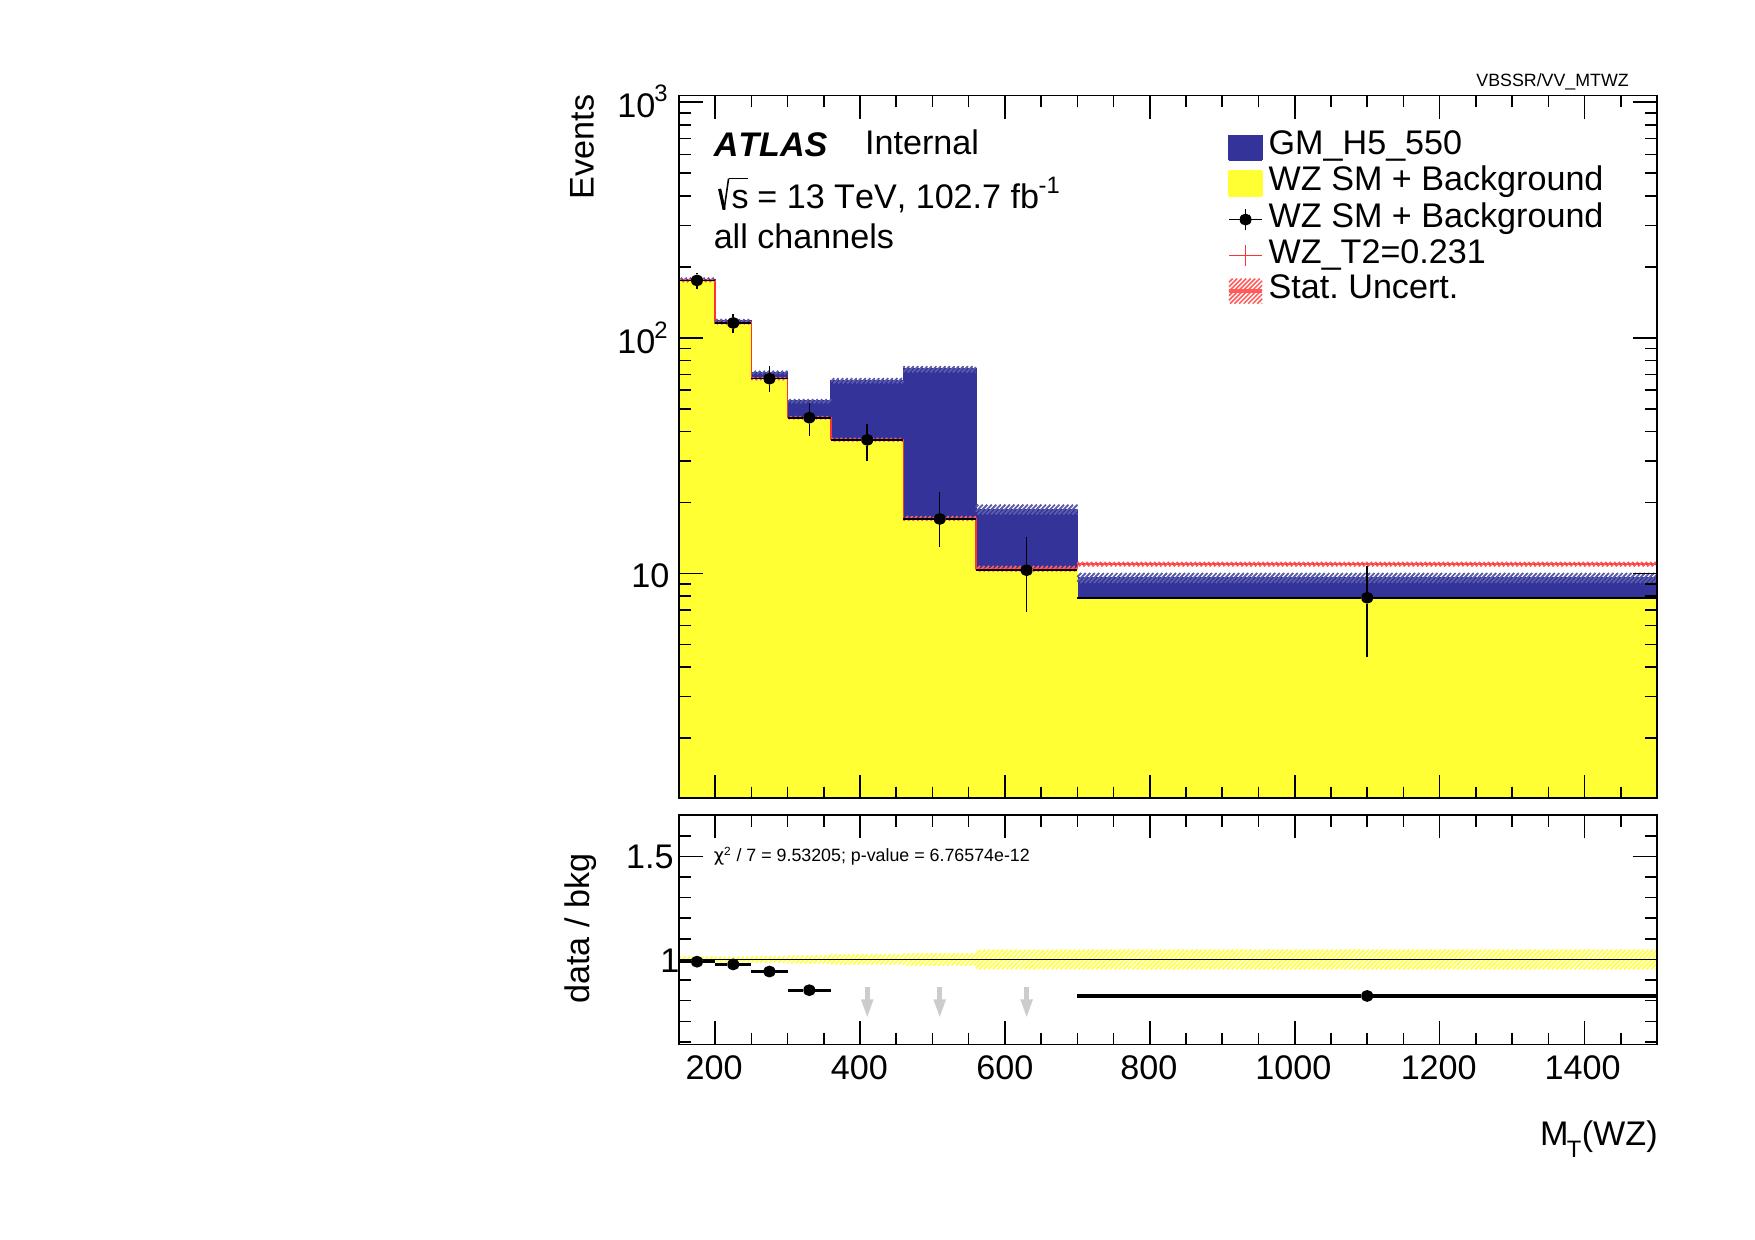 VBSSR/VV_MTWZ
Events
10³
10²
10
ATLAS Internal
√s = 13 TeV, 102.7 fb⁻¹
all channels
GM_H5_550
WZ SM + Background
WZ SM + Background
WZ_T2=0.231
Stat. Uncert.
data / bkg
1.5
1
χ² / 7 = 9.53205; p-value = 6.76574e-12
200 400 600 800 1000 1200 1400
M_T(WZ)